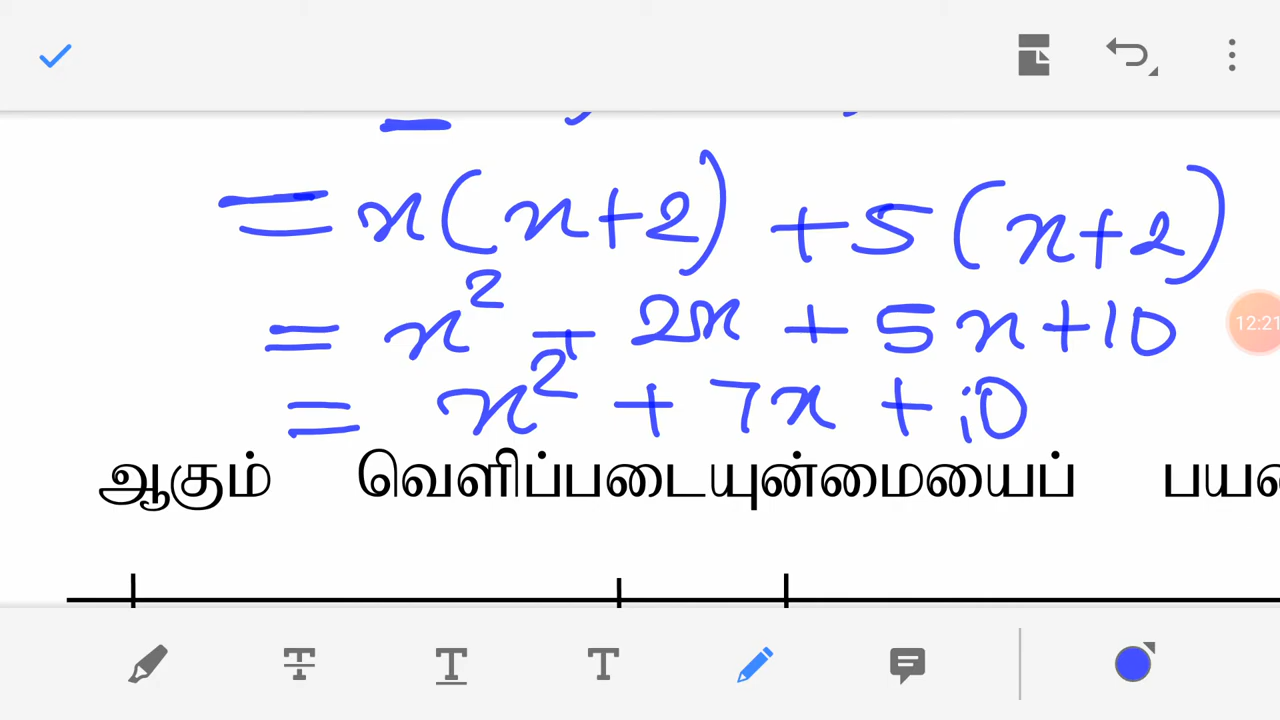 = x(x+2) +5(x+2)
= x² + 2x + 5x+10
= x² + 7x +10
ஆகும் வெளிப்படையுன்மையைப்
12:21
T T T